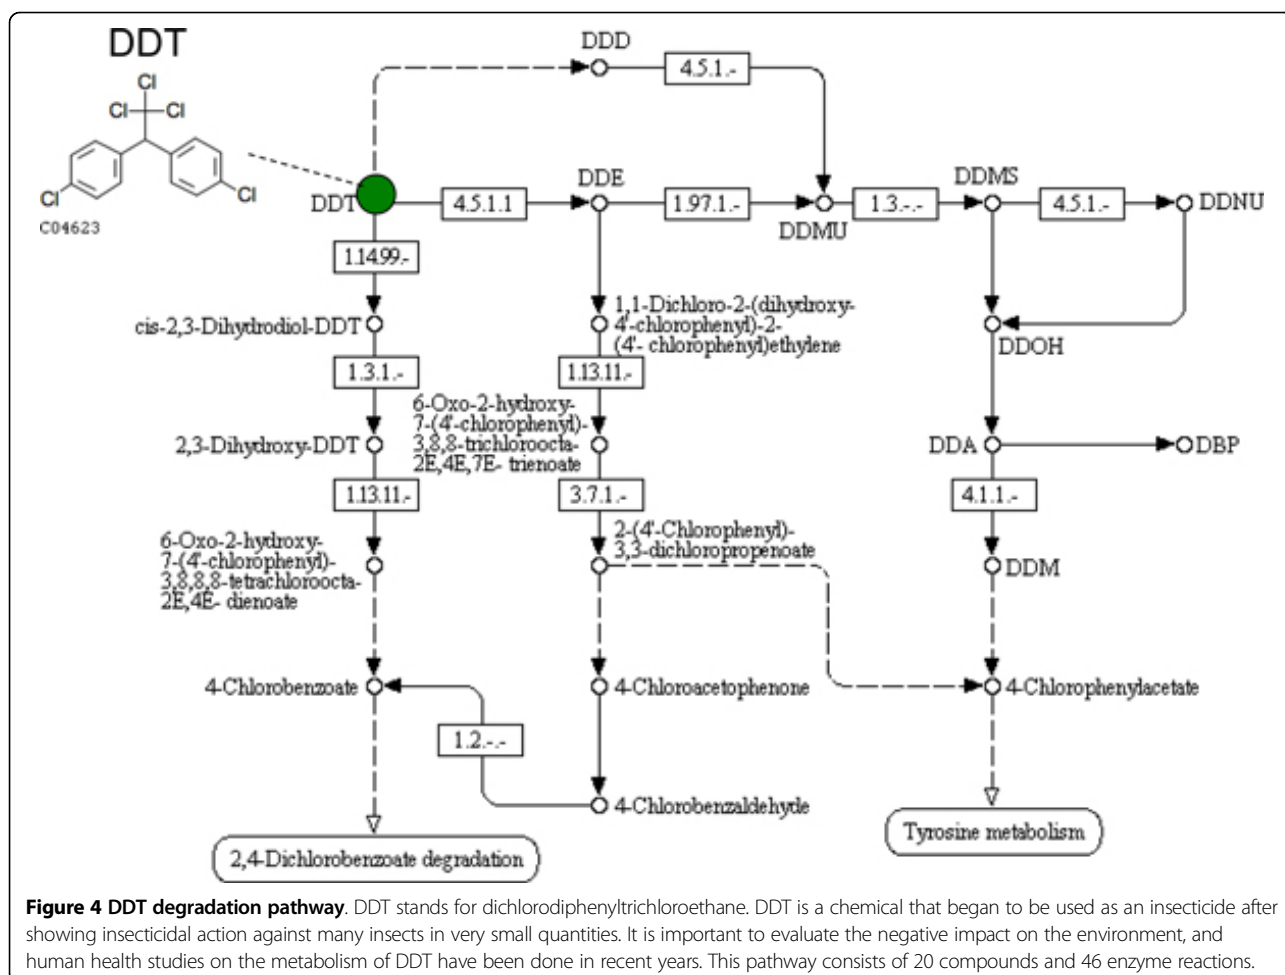 DDT
Cl
Cl
Cl
Cl
Cl
C04623
DDD
4.5.1.-
DDT
4.5.1.1
DDE
1.97.1.-
DDMU
1.3.-.-
DDMS
4.5.1.-
DDNU
1.14.99.-
cis-2,3-Dihydrodiol-DDT
1,1-Dichloro-2-(dihydroxy-
4'-chlorophenyl)-2-
(4'- chlorophenyl)ethylene
DDOH
1.3.1.-
1.13.11.-
2,3-Dihydroxy-DDT
6-Oxo-2-hydroxy-
7-(4'-chlorophenyl)-
3,8,8-trichloroocta-
2E,4E,7E- trienoate
DDA
DBP
1.13.11.-
3.7.1.-
4.1.1.-
6-Oxo-2-hydroxy-
7-(4'-chlorophenyl)-
3,8,8,8-tetrachloroocta-
2E,4E- dienoate
2-(4'-Chlorophenyl)-
3,3-dichloropropenoate
DDM
4-Chlorobenzoate
4-Chloroacetophenone
4-Chlorophenylacetate
1.2.-.-
4-Chlorobenzaldehyde
2,4-Dichlorobenzoate degradation
Tyrosine metabolism
Figure 4 DDT degradation pathway. DDT stands for dichlorodiphenyltrichloroethane. DDT is a chemical that began to be used as an insecticide after
showing insecticidal action against many insects in very small quantities. It is important to evaluate the negative impact on the environment, and
human health studies on the metabolism of DDT have been done in recent years. This pathway consists of 20 compounds and 46 enzyme reactions.